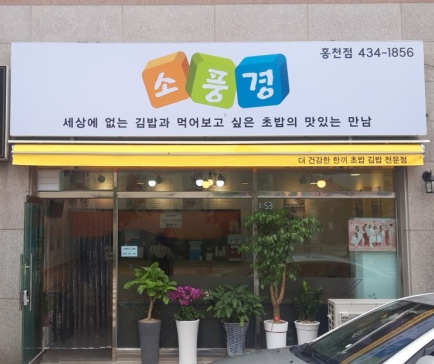 홍천점 434-1856
소풍경
세상에 없는 김밥과 먹어보고 싶은 초밥의 맛있는 만남
더 건강한 한끼 초밥 김밥 전문점
:53